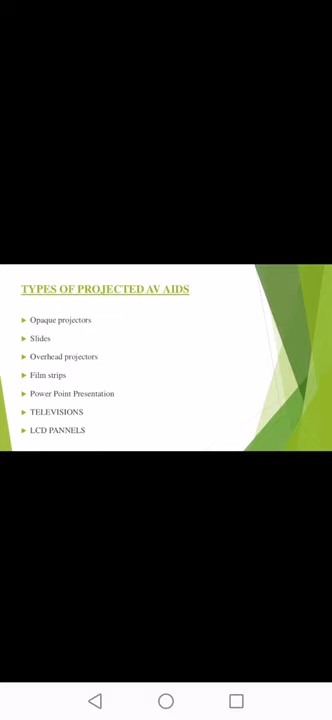 TYPES OF PROJECTED AV AIDS
Opaque projectors
Slides
Overhead projectors
Film strips
Power Point Presentation
TELEVISIONS
LCD PANNELS